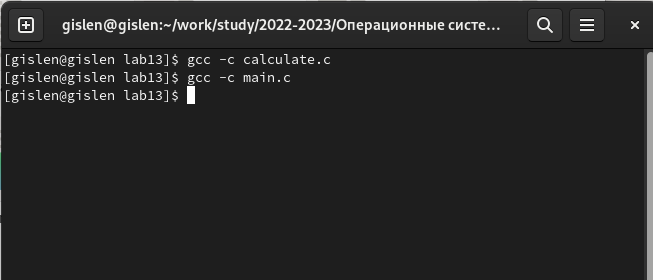 gislen@gislen:~/work/study/2022-2023/Операционные систе...
[gislen@gislen lab13]$ gcc -c calculate.c
[gislen@gislen lab13]$ gcc -c main.c
[gislen@gislen lab13]$